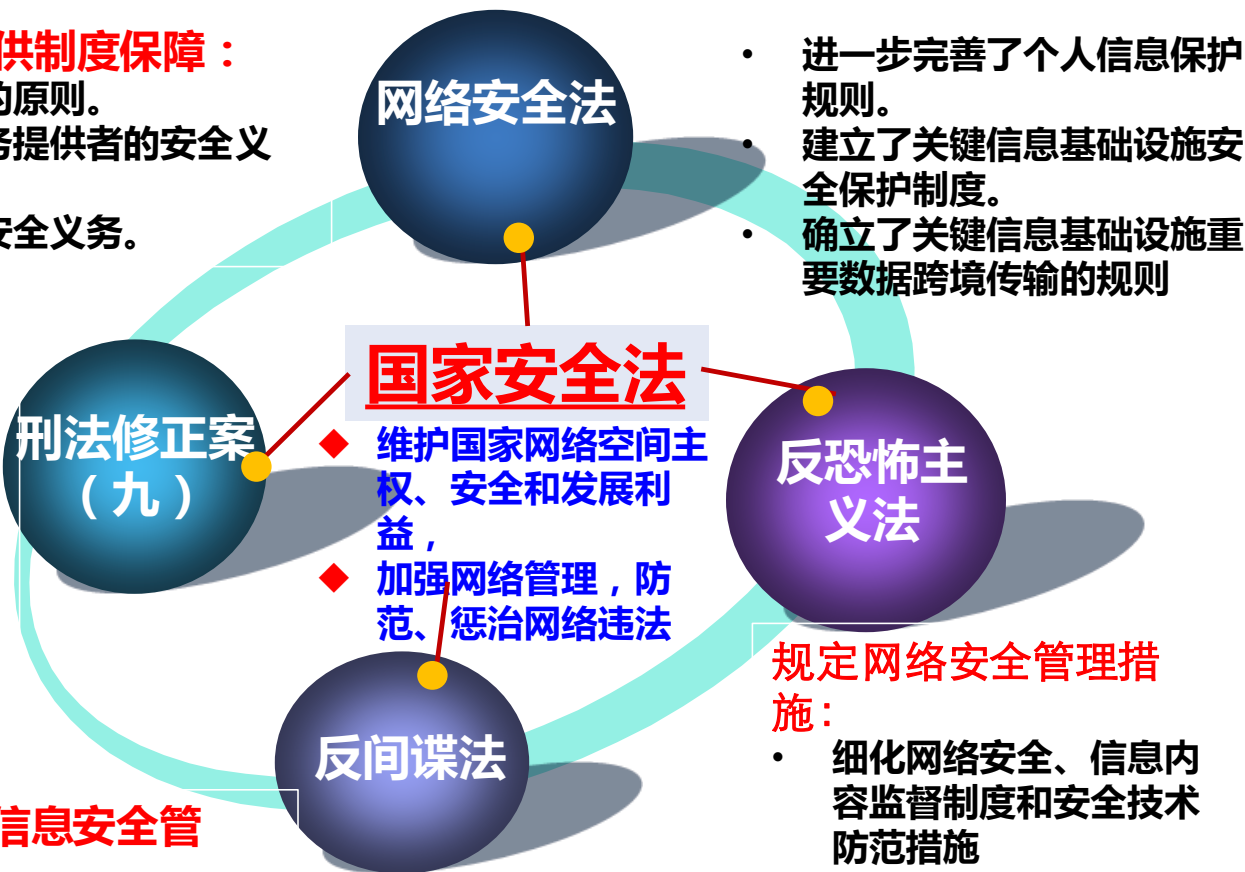 供制度保障：
的原则。
务提供者的安全义
安全义务。
网络安全法
• 进一步完善了个人信息保护
规则。
• 建立了关键信息基础设施安
全保护制度。
• 确立了关键信息基础设施重
要数据跨境传输的规则
国家安全法
◆ 维护国家网络空间主
权、安全和发展利
益，
◆ 加强网络管理，防
范、惩治网络违法
刑法修正案
（九）
反恐怖主
义法
规定网络安全管理措
施：
• 细化网络安全、信息内
容监督制度和安全技术
防范措施
反间谍法
信息安全管